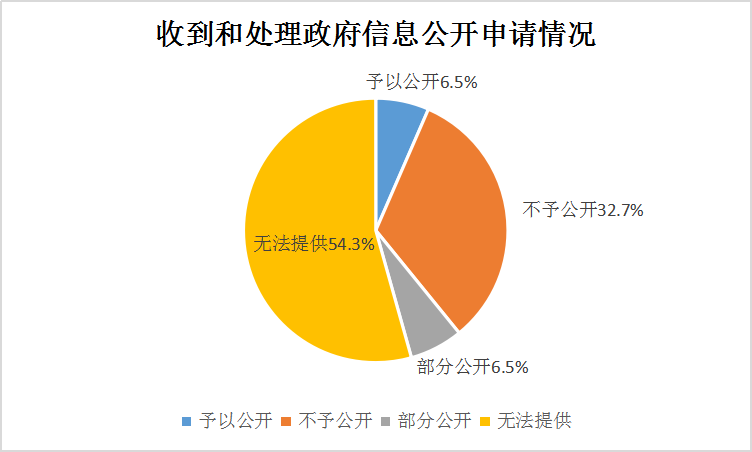 收到和处理政府信息公开申请情况
予以公开6.5%
不予公开32.7%
无法提供54.3%
部分公开6.5%
予以公开 不予公开 部分公开 无法提供